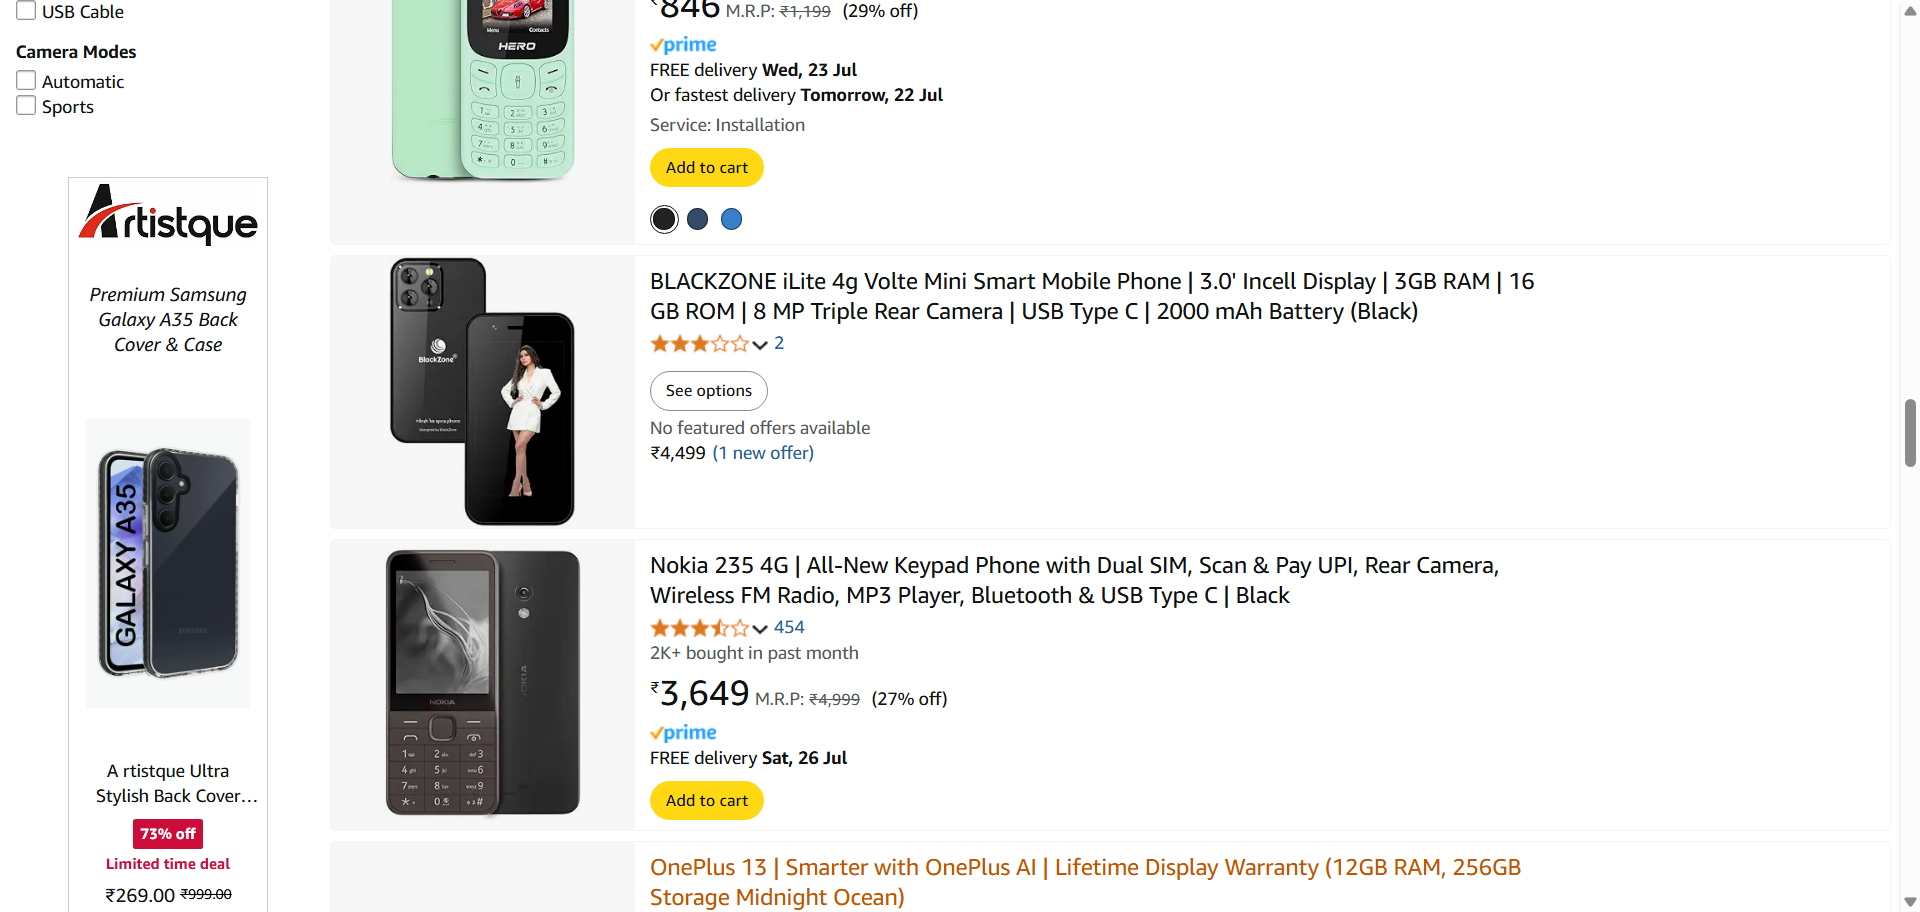 USB Cable
Camera Modes
Automatic
Sports
Artistque
Premium Samsung
Galaxy A35 Back
Cover & Case
GALAXY A35
SAMSUNG
A rtistque Ultra
Stylish Back Cover...
73% off
Limited time deal
₹269.00 ₹999.00
Menu Contacts
HERO
₹846 M.R.P: ₹1,199 (29% off)
prime
FREE delivery Wed, 23 Jul
Or fastest delivery Tomorrow, 22 Jul
Service: Installation
Add to cart
BlockZone®
BLACKZONE iLite 4g Volte Mini Smart Mobile Phone | 3.0' Incell Display | 3GB RAM | 16
GB ROM | 8 MP Triple Rear Camera | USB Type C | 2000 mAh Battery (Black)
2
See options
No featured offers available
₹4,499 (1 new offer)
NOKIA
NOKIA
Nokia 235 4G | All-New Keypad Phone with Dual SIM, Scan & Pay UPI, Rear Camera,
Wireless FM Radio, MP3 Player, Bluetooth & USB Type C | Black
454
2K+ bought in past month
₹3,649 M.R.P: ₹4,999 (27% off)
prime
FREE delivery Sat, 26 Jul
Add to cart
OnePlus 13 | Smarter with OnePlus AI | Lifetime Display Warranty (12GB RAM, 256GB
Storage Midnight Ocean)